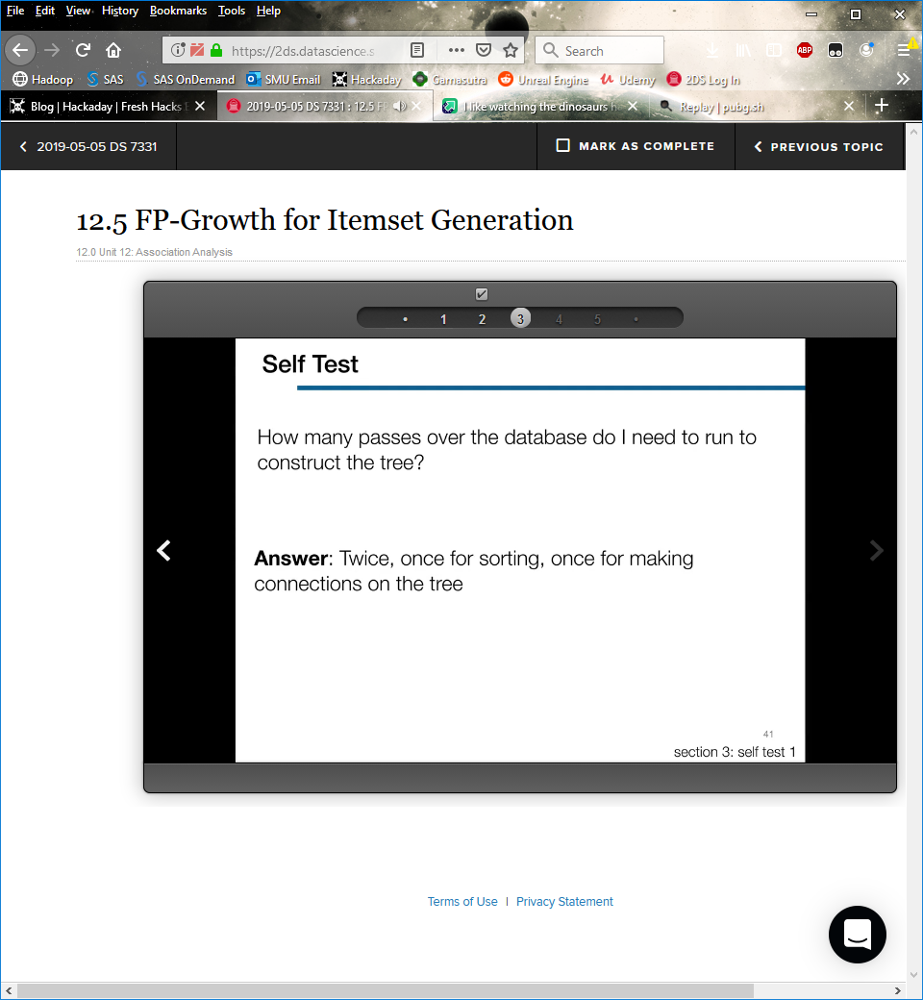 File Edit View History Bookmarks Tools Help
https://2ds.datascience.s
Search
ABP
Hadoop SAS SAS OnDemand SMU Email Hackaday Gamasutra Unreal Engine Udemy 2DS Log In
Blog | Hackaday | Fresh Hacks 2019-05-05 DS 7331 : 12.5 FP I like watching the dinosaurs h Replay | pubg.sh
2019-05-05 DS 7331 MARK AS COMPLETE PREVIOUS TOPIC
12.5 FP-Growth for Itemset Generation
12.0 Unit 12: Association Analysis
1 2 3 4 5
Self Test
How many passes over the database do I need to run to
construct the tree?
Answer: Twice, once for sorting, once for making
connections on the tree
41
section 3: self test 1
Terms of Use | Privacy Statement